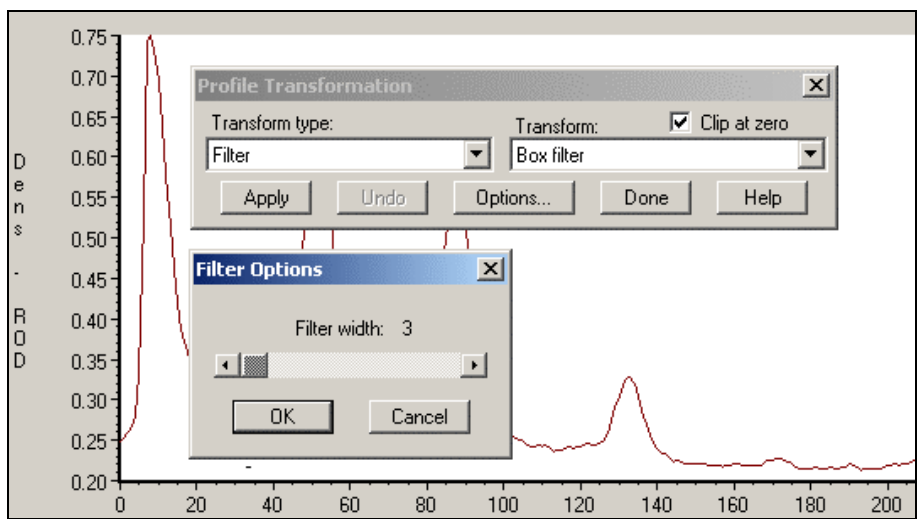 0.75
0.70
0.65
0.60
0.55
0.50
0.45
0.40
0.35
0.30
0.25
0.20
Dens - ROD
Profile Transformation
Transform type:
Transform:
Clip at zero
Filter
Box filter
Apply
Undo
Options...
Done
Help
Filter Options
Filter width: 3
OK
Cancel
0 20 40 60 80 100 120 140 160 180 200